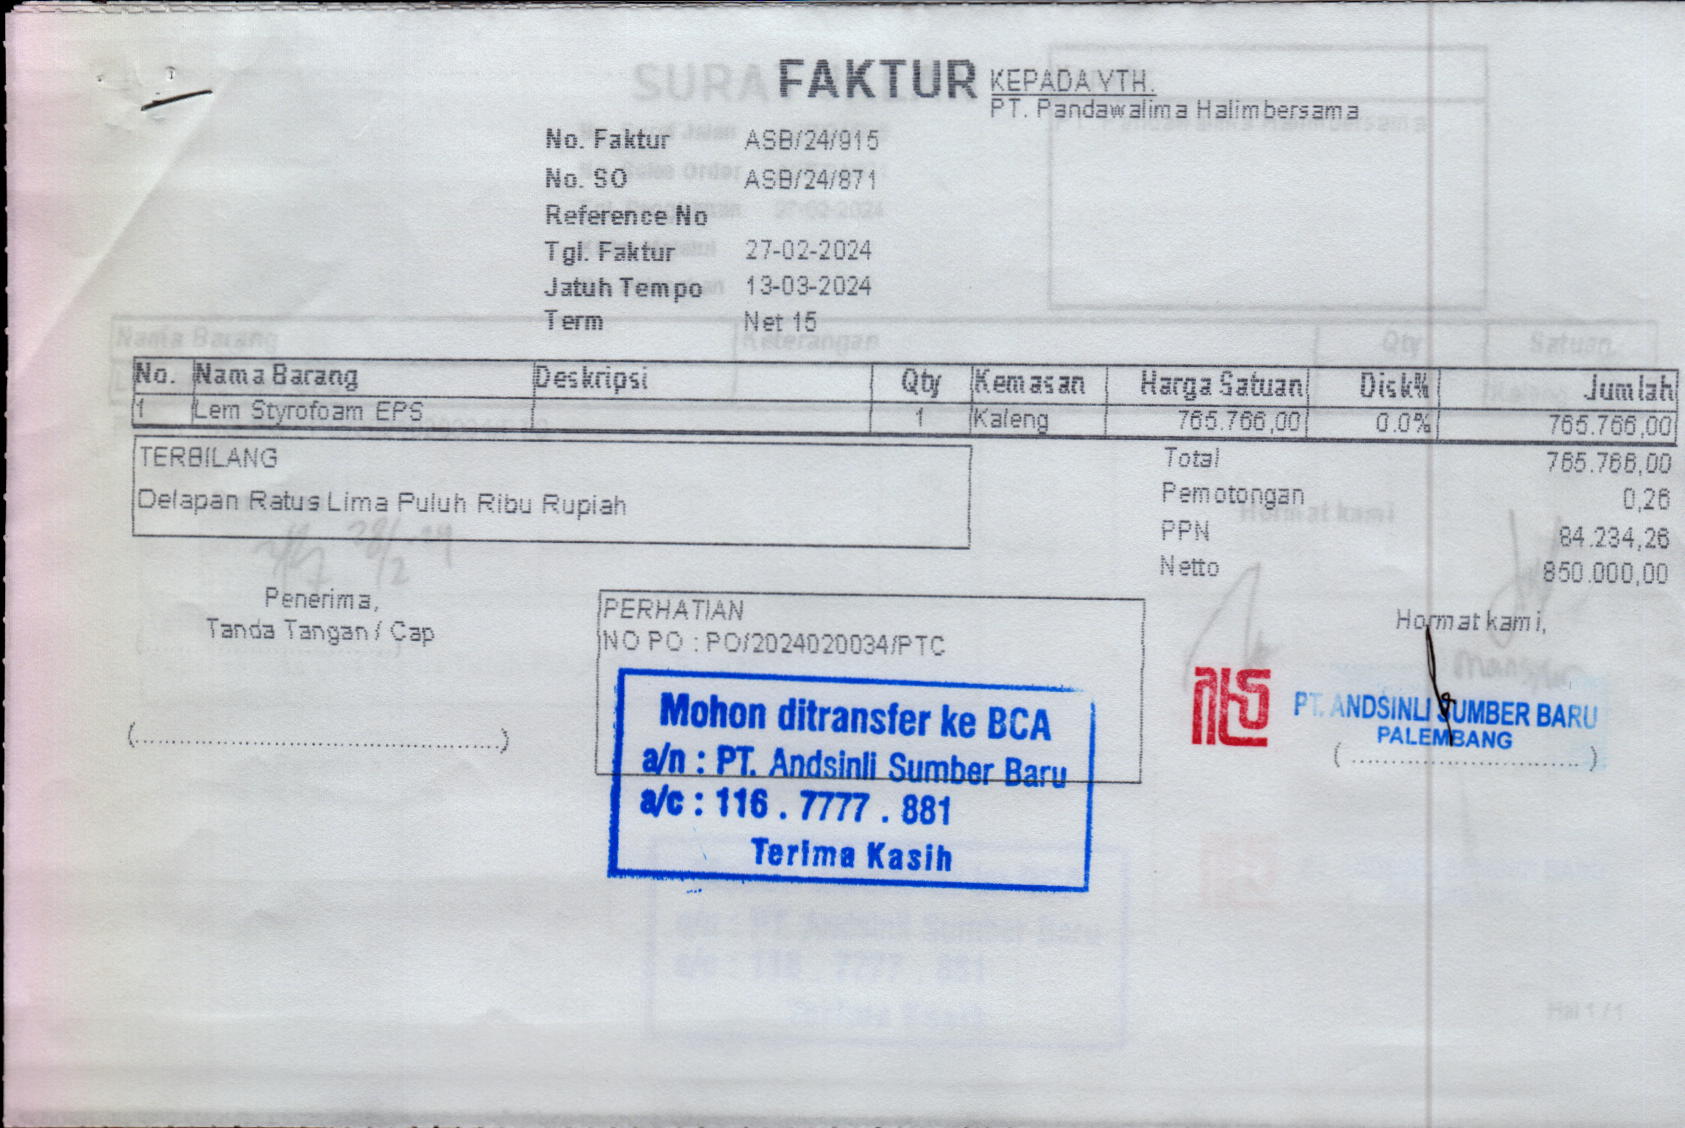 FAKTUR
KEPADA YTH.
PT. Pandawalima Halimbersama
No. Faktur ASB/24/915
No. SO ASB/24/871
Reference No
Tgl. Faktur 27-02-2024
Jatuh Tempo 13-03-2024
Term Net 15
No. Nama Barang Deskripsi Qty Kemasan Harga Satuan Disk% Jumlah
1 Lem Styrofoam EPS 1 Kaleng 765.766,00 0.0% 765.766,00
TERBILANG
Delapan Ratus Lima Puluh Ribu Rupiah
Total 765.766,00
Pemotongan 0,26
PPN 84.234,26
Netto 850.000,00
Penerima,
Tanda Tangan / Cap
(............................................)
PERHATIAN
NO PO : PO/2024020034/PTC
Mohon ditransfer ke BCA
a/n : PT. Andsinli Sumber Baru
a/c : 116 . 7777 . 881
Terima Kasih
Hormat kami,
PT. ANDSINLI SUMBER BARU
PALEMBANG
(............................)
Hal 1 / 1